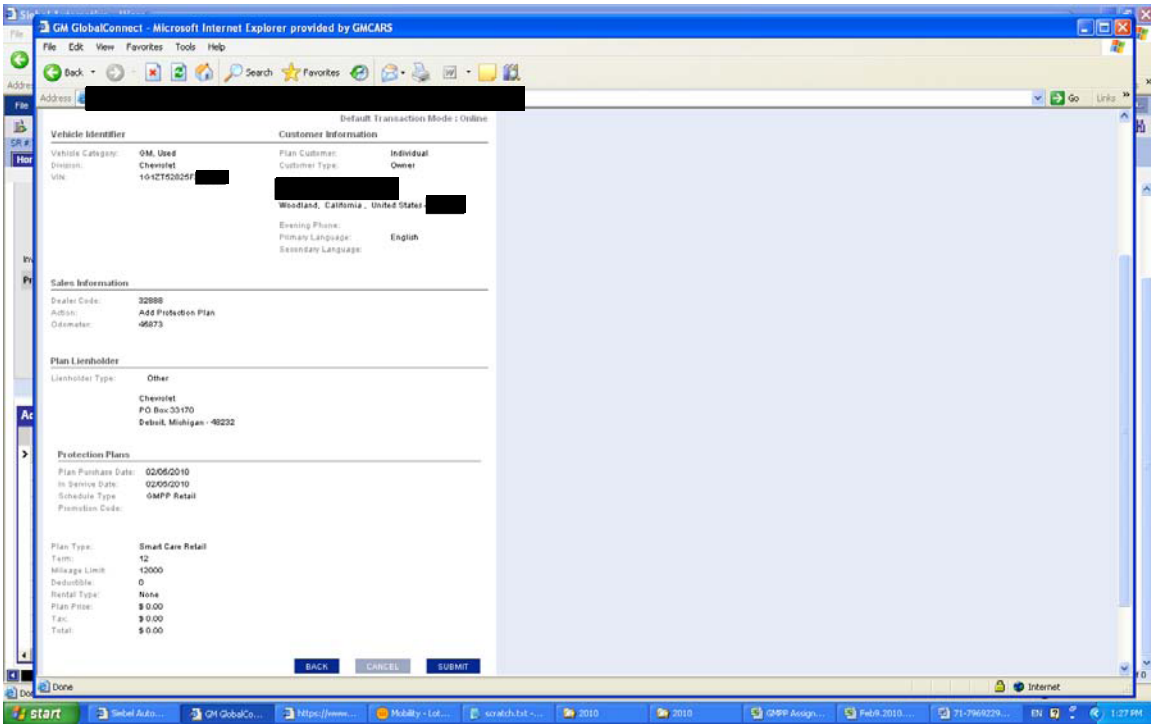 GM GlobalConnect - Microsoft Internet Explorer provided by GMCARS
File Edit View Favorites Tools Help
Back Search Favorites
Address Go Links
Default Transaction Mode : Online
Vehicle Identifier Customer Information
Vehicle Category: GM, Used Plan Customer: Individual
Division: Chevrolet Customer Type: Owner
VIN:
Woodland, California , United States
Evening Phone:
Primary Language: English
Secondary Language:
Sales Information
Dealer Code: 32888
Action: Add Protection Plan
Odometer: 46873
Plan Lienholder
Lienholder Type: Other
Chevrolet
PO Box 33170
Detroit, Michigan - 48232
Protection Plans
Plan Purchase Date: 02/05/2010
In Service Date: 02/05/2010
Schedule Type GMPP Retail
Promotion Code:
Plan Type: Smart Care Retail
Term: 12
Mileage Limit 12000
Deductible: 0
Rental Type: None
Plan Price: $ 0.00
Tax: $ 0.00
Total: $ 0.00
BACK CANCEL SUBMIT
Done Internet
start Siebel Auto... GM GlobalCo... https://www... Mobility - Lot... scratch.txt -... 2010 2010 GMPP Assign... Feb9.2010.... 71-7969229... EN 1:27 PM